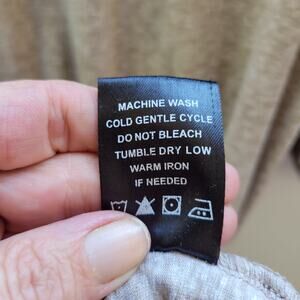 MACHINE WASH
COLD GENTLE CYCLE
DO NOT BLEACH
TUMBLE DRY LOW
WARM IRON
IF NEEDED